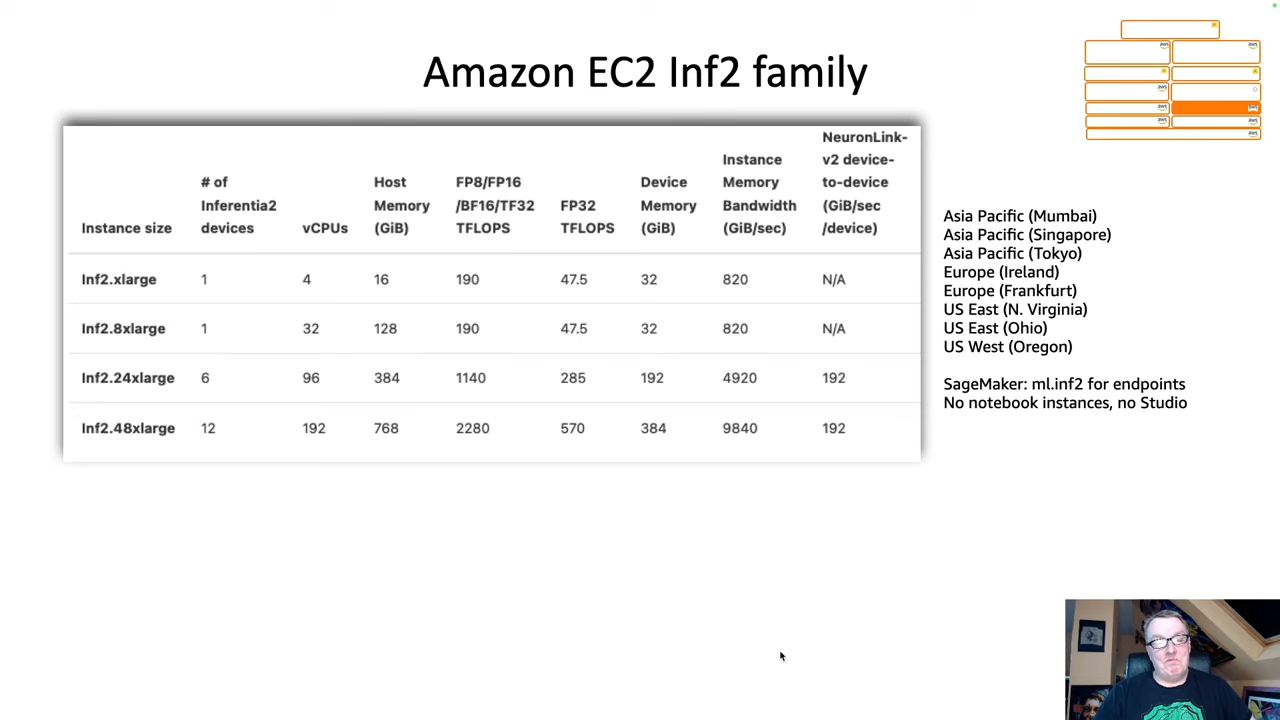 Amazon EC2 Inf2 family
Instance size # of Inferentia2 devices vCPUs Host Memory (GiB) FP8/FP16 /BF16/TF32 TFLOPS FP32 TFLOPS Device Memory (GiB) Instance Memory Bandwidth (GiB/sec) NeuronLink-v2 device-to-device (GiB/sec /device)
Inf2.xlarge 1 4 16 190 47.5 32 820 N/A
Inf2.8xlarge 1 32 128 190 47.5 32 820 N/A
Inf2.24xlarge 6 96 384 1140 285 192 4920 192
Inf2.48xlarge 12 192 768 2280 570 384 9840 192
Asia Pacific (Mumbai)
Asia Pacific (Singapore)
Asia Pacific (Tokyo)
Europe (Ireland)
Europe (Frankfurt)
US East (N. Virginia)
US East (Ohio)
US West (Oregon)
SageMaker: ml.inf2 for endpoints
No notebook instances, no Studio